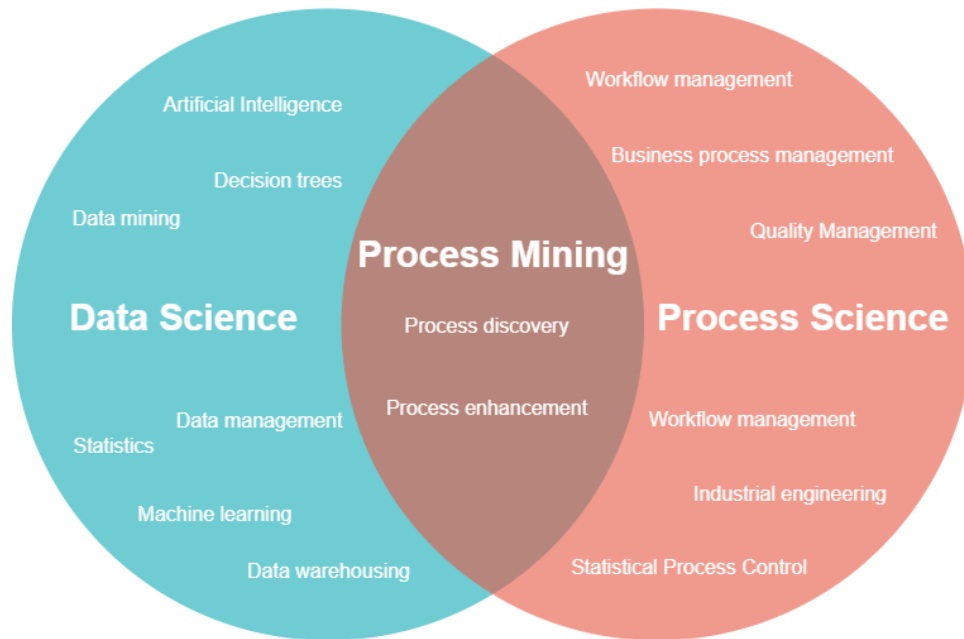 Artificial Intelligence
Decision trees
Data mining
Data Science
Data management
Statistics
Machine learning
Data warehousing
Process Mining
Process discovery
Process enhancement
Workflow management
Business process management
Quality Management
Process Science
Workflow management
Industrial engineering
Statistical Process Control